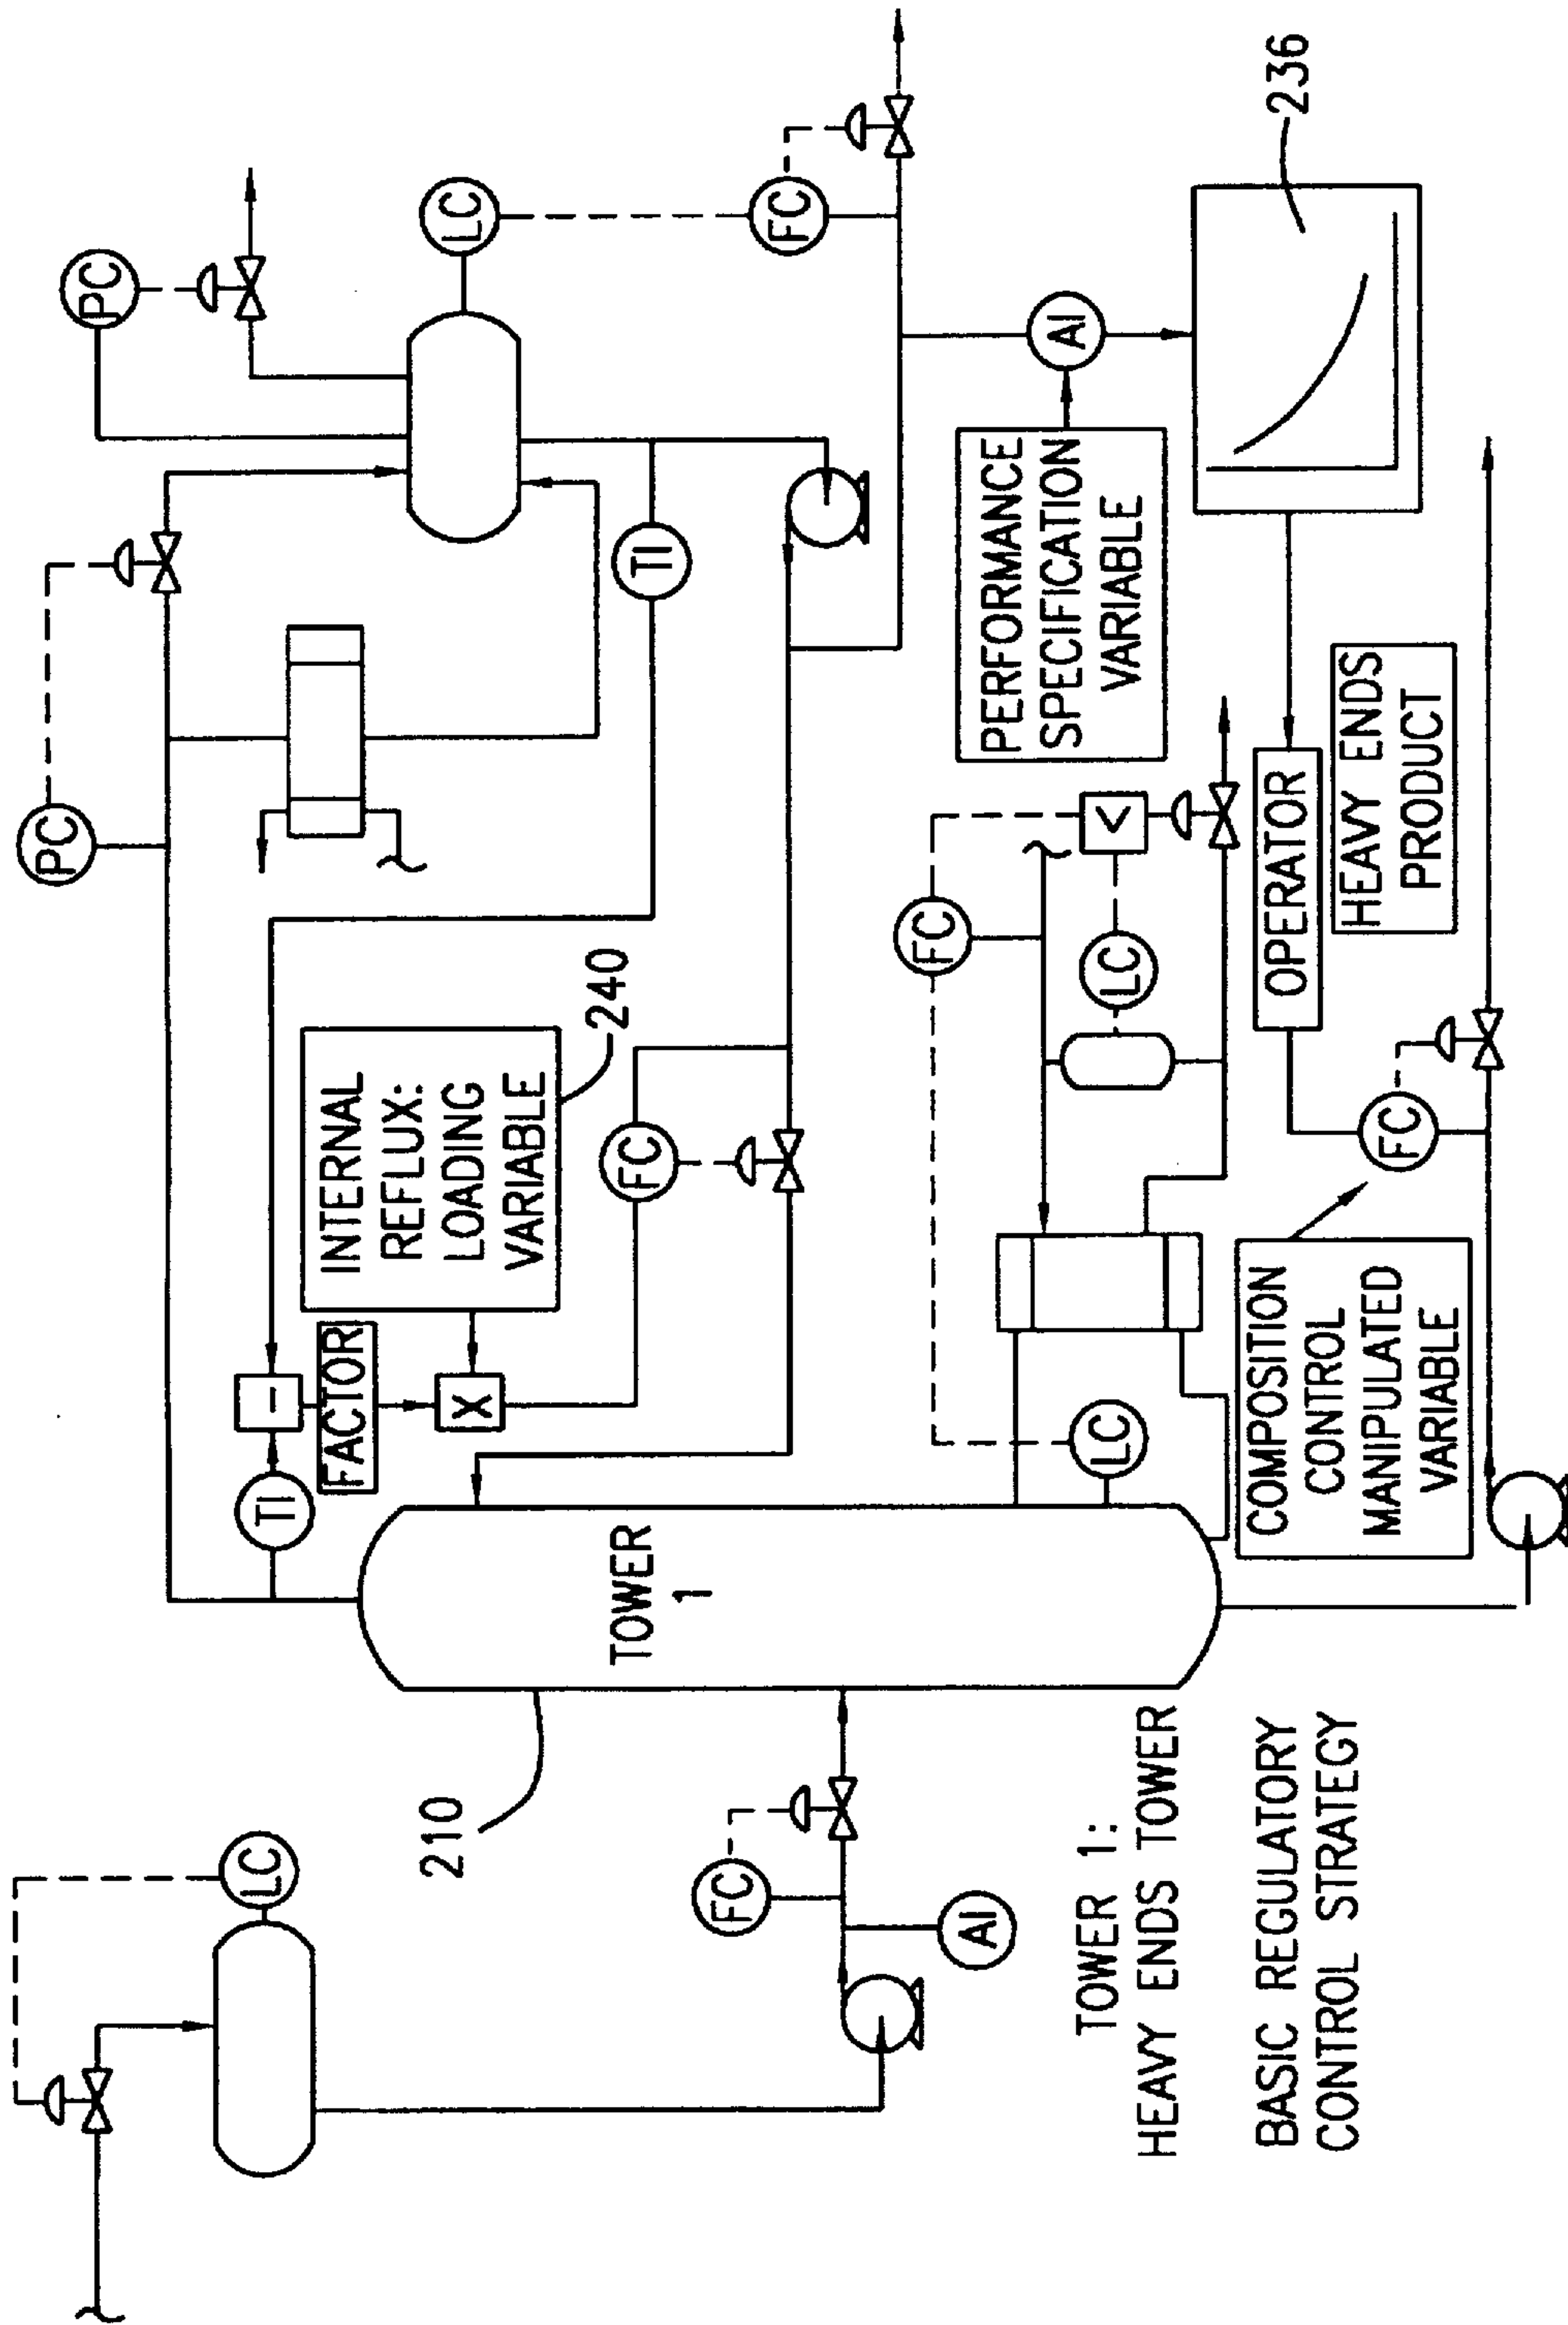 PC
PC
LC
TI
TI
–
FACTOR
X
INTERNAL
REFLUX:
LOADING
VARIABLE
240
FC
FC
LC
TOWER
1
210
FC
AI
LC
FC
LC
<
PERFORMANCE
SPECIFICATION
VARIABLE
AI
236
OPERATOR
HEAVY ENDS
PRODUCT
FC
COMPOSITION
CONTROL
MANIPULATED
VARIABLE
TOWER 1:
HEAVY ENDS TOWER
BASIC REGULATORY
CONTROL STRATEGY